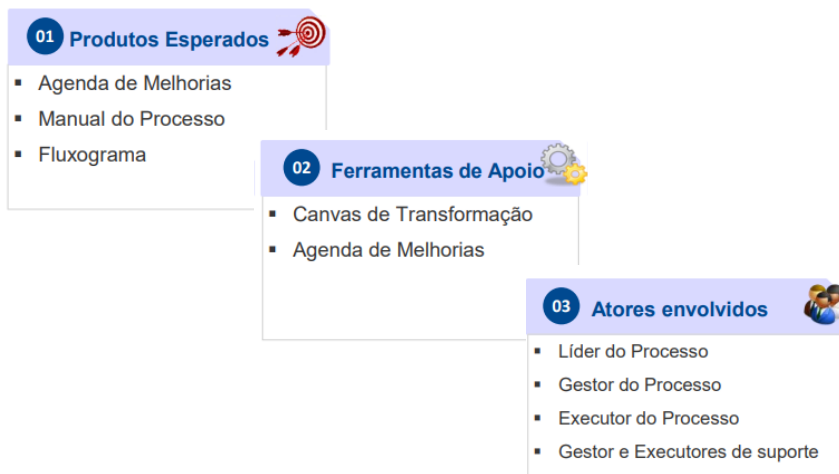 01 Produtos Esperados
▪ Agenda de Melhorias
▪ Manual do Processo
▪ Fluxograma
02 Ferramentas de Apoio
▪ Canvas de Transformação
▪ Agenda de Melhorias
03 Atores envolvidos
▪ Líder do Processo
▪ Gestor do Processo
▪ Executor do Processo
▪ Gestor e Executores de suporte